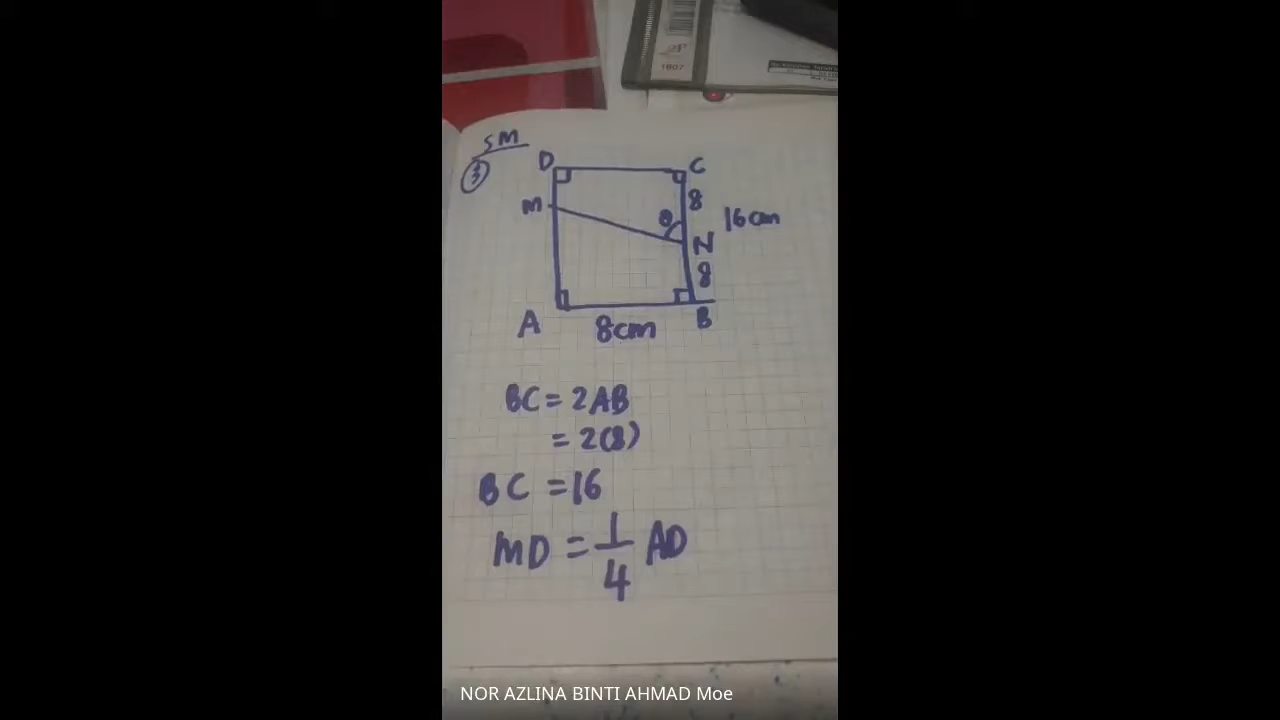 1807
SM
3
D
C
M
8
θ
16cm
N
8
A
8cm
B
BC = 2AB
= 2(8)
BC = 16
MD = 1/4 AD
NOR AZLINA BINTI AHMAD Moe